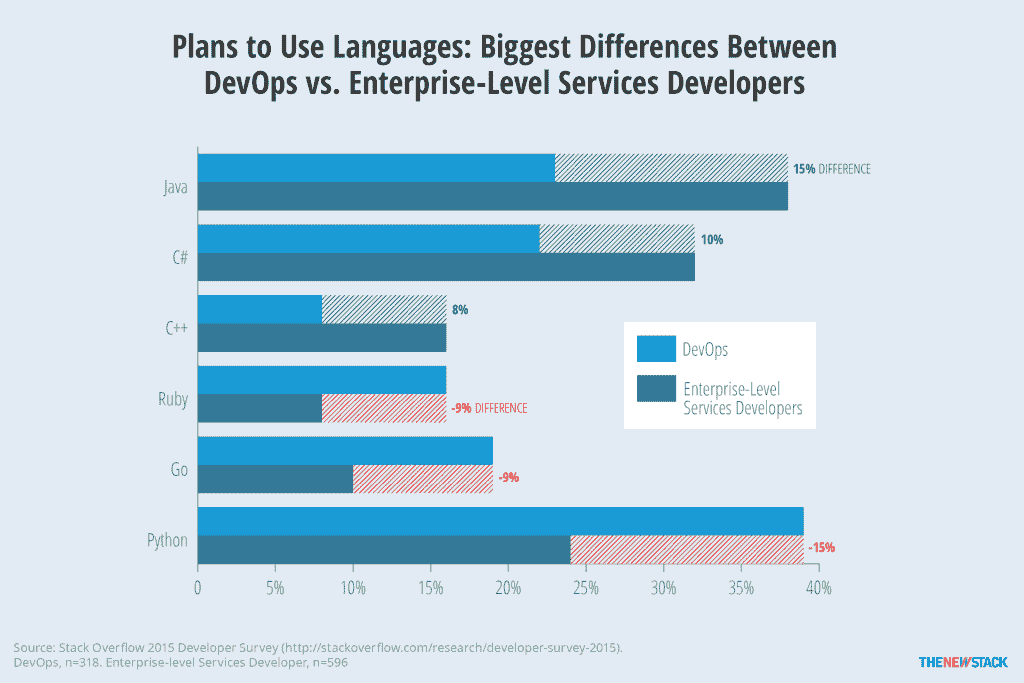 Plans to Use Languages: Biggest Differences Between
DevOps vs. Enterprise-Level Services Developers
Java
15% DIFFERENCE
C#
10%
C++
8%
DevOps
Enterprise-Level
Services Developers
Ruby
-9% DIFFERENCE
Go
-9%
Python
-15%
0 5% 10% 15% 20% 25% 30% 35% 40%
Source: Stack Overflow 2015 Developer Survey (http://stackoverflow.com/research/developer-survey-2015).
DevOps, n=318. Enterprise-level Services Developer, n=596
THENEWSTACK